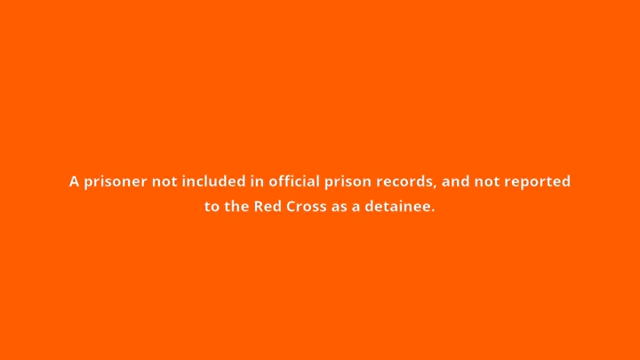 A prisoner not included in official prison records, and not reported
to the Red Cross as a detainee.